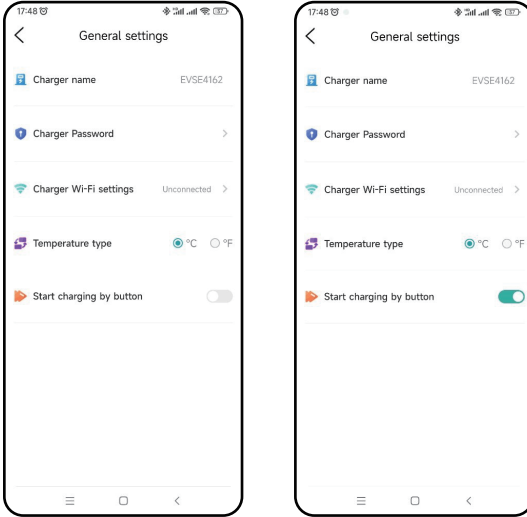 17:48
37
General settings
Charger name EVSE4162
Charger Password
Charger Wi-Fi settings Unconnected
Temperature type °C °F
Start charging by button
17:48
37
General settings
Charger name EVSE4162
Charger Password
Charger Wi-Fi settings Unconnected
Temperature type °C °F
Start charging by button